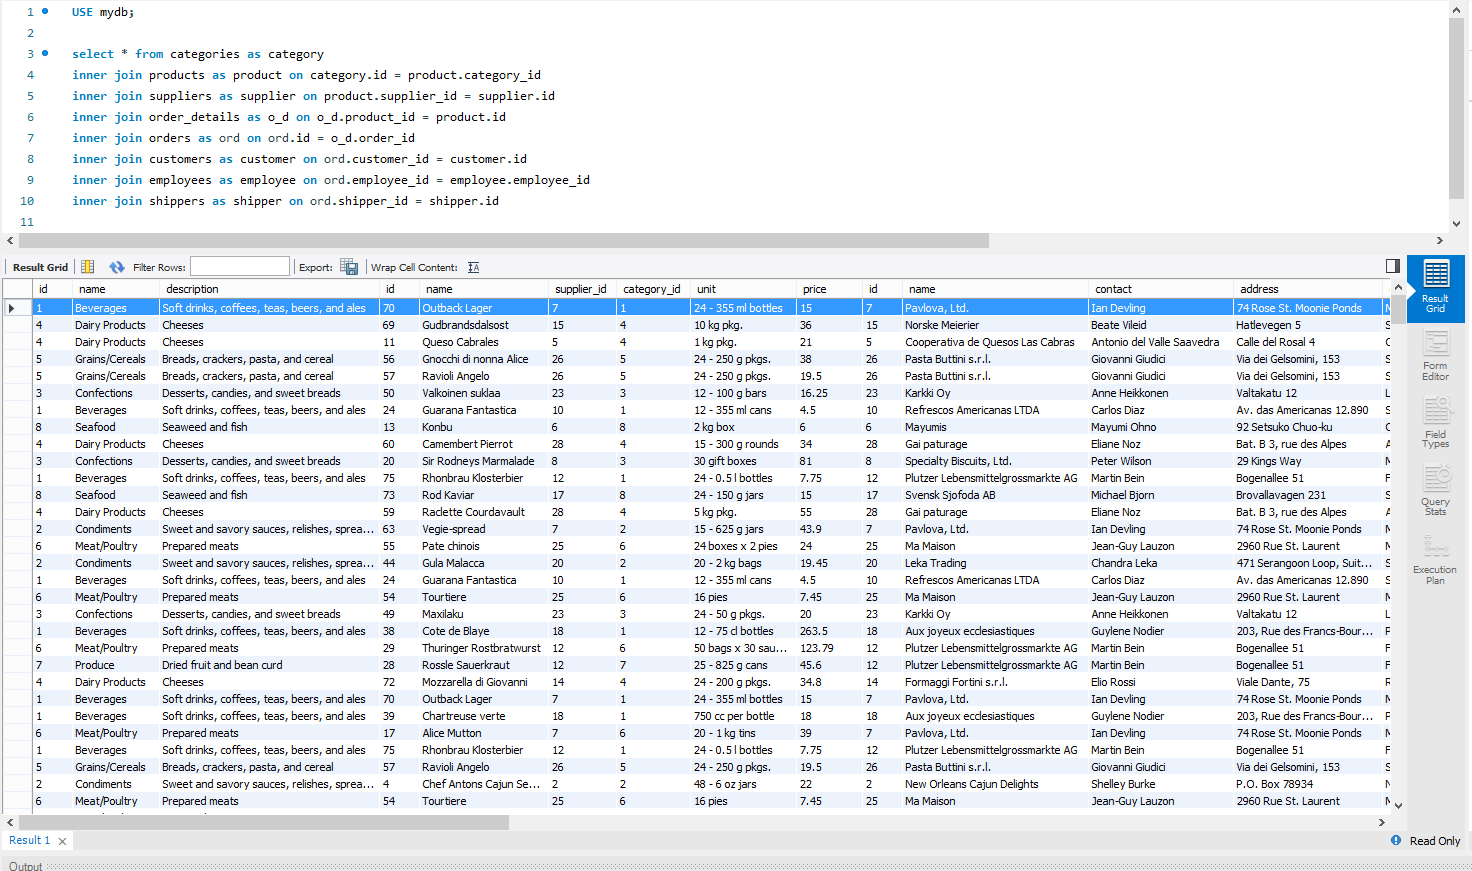 1 USE mydb;
2
3 select * from categories as category
4 inner join products as product on category.id = product.category_id
5 inner join suppliers as supplier on product.supplier_id = supplier.id
6 inner join order_details as o_d on o_d.product_id = product.id
7 inner join orders as ord on ord.id = o_d.order_id
8 inner join customers as customer on ord.customer_id = customer.id
9 inner join employees as employee on ord.employee_id = employee.employee_id
10 inner join shippers as shipper on ord.shipper_id = shipper.id
11
Result Grid Filter Rows: Export: Wrap Cell Content:
id name description id name supplier_id category_id unit price id name contact address
1 Beverages Soft drinks, coffees, teas, beers, and ales 70 Outback Lager 7 1 24 - 355 ml bottles 15 7 Pavlova, Ltd. Ian Devling 74 Rose St. Moonie Ponds
4 Dairy Products Cheeses 69 Gudbrandsdalsost 15 4 10 kg pkg. 36 15 Norske Meierier Beate Vileid Hatlevegen 5
4 Dairy Products Cheeses 11 Queso Cabrales 5 4 1 kg pkg. 21 5 Cooperativa de Quesos Las Cabras Antonio del Valle Saavedra Calle del Rosal 4
5 Grains/Cereals Breads, crackers, pasta, and cereal 56 Gnocchi di nonna Alice 26 5 24 - 250 g pkgs. 38 26 Pasta Buttini s.r.l. Giovanni Giudici Via dei Gelsomini, 153
5 Grains/Cereals Breads, crackers, pasta, and cereal 57 Ravioli Angelo 26 5 24 - 250 g pkgs. 19.5 26 Pasta Buttini s.r.l. Giovanni Giudici Via dei Gelsomini, 153
3 Confections Desserts, candies, and sweet breads 50 Valkoinen suklaa 23 3 12 - 100 g bars 16.25 23 Karkki Oy Anne Heikkonen Valtakatu 12
1 Beverages Soft drinks, coffees, teas, beers, and ales 24 Guarana Fantastica 10 1 12 - 355 ml cans 4.5 10 Refrescos Americanas LTDA Carlos Diaz Av. das Americanas 12.890
8 Seafood Seaweed and fish 13 Konbu 6 8 2 kg box 6 6 Mayumis Mayumi Ohno 92 Setsuko Chuo-ku
4 Dairy Products Cheeses 60 Camembert Pierrot 28 4 15 - 300 g rounds 34 28 Gai paturage Eliane Noz Bat. B 3, rue des Alpes
3 Confections Desserts, candies, and sweet breads 20 Sir Rodneys Marmalade 8 3 30 gift boxes 81 8 Specialty Biscuits, Ltd. Peter Wilson 29 Kings Way
1 Beverages Soft drinks, coffees, teas, beers, and ales 75 Rhonbrau Klosterbier 12 1 24 - 0.5 l bottles 7.75 12 Plutzer Lebensmittelgrossmarkte AG Martin Bein Bogenallee 51
8 Seafood Seaweed and fish 73 Rod Kaviar 17 8 24 - 150 g jars 15 17 Svensk Sjofoda AB Michael Bjorn Brovallavagen 231
4 Dairy Products Cheeses 59 Raclette Courdavault 28 4 5 kg pkg. 55 28 Gai paturage Eliane Noz Bat. B 3, rue des Alpes
2 Condiments Sweet and savory sauces, relishes, sprea... 63 Vegie-spread 7 2 15 - 625 g jars 43.9 7 Pavlova, Ltd. Ian Devling 74 Rose St. Moonie Ponds
6 Meat/Poultry Prepared meats 55 Pate chinois 25 6 24 boxes x 2 pies 24 25 Ma Maison Jean-Guy Lauzon 2960 Rue St. Laurent
2 Condiments Sweet and savory sauces, relishes, sprea... 44 Gula Malacca 20 2 20 - 2 kg bags 19.45 20 Leka Trading Chandra Leka 471 Serangoon Loop, Suit...
1 Beverages Soft drinks, coffees, teas, beers, and ales 24 Guarana Fantastica 10 1 12 - 355 ml cans 4.5 10 Refrescos Americanas LTDA Carlos Diaz Av. das Americanas 12.890
6 Meat/Poultry Prepared meats 54 Tourtiere 25 6 16 pies 7.45 25 Ma Maison Jean-Guy Lauzon 2960 Rue St. Laurent
3 Confections Desserts, candies, and sweet breads 49 Maxilaku 23 3 24 - 50 g pkgs. 20 23 Karkki Oy Anne Heikkonen Valtakatu 12
1 Beverages Soft drinks, coffees, teas, beers, and ales 38 Cote de Blaye 18 1 12 - 75 cl bottles 263.5 18 Aux joyeux ecclesiastiques Guylene Nodier 203, Rue des Francs-Bour...
6 Meat/Poultry Prepared meats 29 Thuringer Rostbratwurst 12 6 50 bags x 30 sau... 123.79 12 Plutzer Lebensmittelgrossmarkte AG Martin Bein Bogenallee 51
7 Produce Dried fruit and bean curd 28 Rossle Sauerkraut 12 7 25 - 825 g cans 45.6 12 Plutzer Lebensmittelgrossmarkte AG Martin Bein Bogenallee 51
4 Dairy Products Cheeses 72 Mozzarella di Giovanni 14 4 24 - 200 g pkgs. 34.8 14 Formaggi Fortini s.r.l. Elio Rossi Viale Dante, 75
1 Beverages Soft drinks, coffees, teas, beers, and ales 70 Outback Lager 7 1 24 - 355 ml bottles 15 7 Pavlova, Ltd. Ian Devling 74 Rose St. Moonie Ponds
1 Beverages Soft drinks, coffees, teas, beers, and ales 39 Chartreuse verte 18 1 750 cc per bottle 18 18 Aux joyeux ecclesiastiques Guylene Nodier 203, Rue des Francs-Bour...
6 Meat/Poultry Prepared meats 17 Alice Mutton 7 6 20 - 1 kg tins 39 7 Pavlova, Ltd. Ian Devling 74 Rose St. Moonie Ponds
1 Beverages Soft drinks, coffees, teas, beers, and ales 75 Rhonbrau Klosterbier 12 1 24 - 0.5 l bottles 7.75 12 Plutzer Lebensmittelgrossmarkte AG Martin Bein Bogenallee 51
5 Grains/Cereals Breads, crackers, pasta, and cereal 57 Ravioli Angelo 26 5 24 - 250 g pkgs. 19.5 26 Pasta Buttini s.r.l. Giovanni Giudici Via dei Gelsomini, 153
2 Condiments Sweet and savory sauces, relishes, sprea... 4 Chef Antons Cajun Se... 2 2 48 - 6 oz jars 22 2 New Orleans Cajun Delights Shelley Burke P.O. Box 78934
6 Meat/Poultry Prepared meats 54 Tourtiere 25 6 16 pies 7.45 25 Ma Maison Jean-Guy Lauzon 2960 Rue St. Laurent
Result
Grid
Form
Editor
Field
Types
Query
Stats
Execution
Plan
Result 1
Read Only
Output